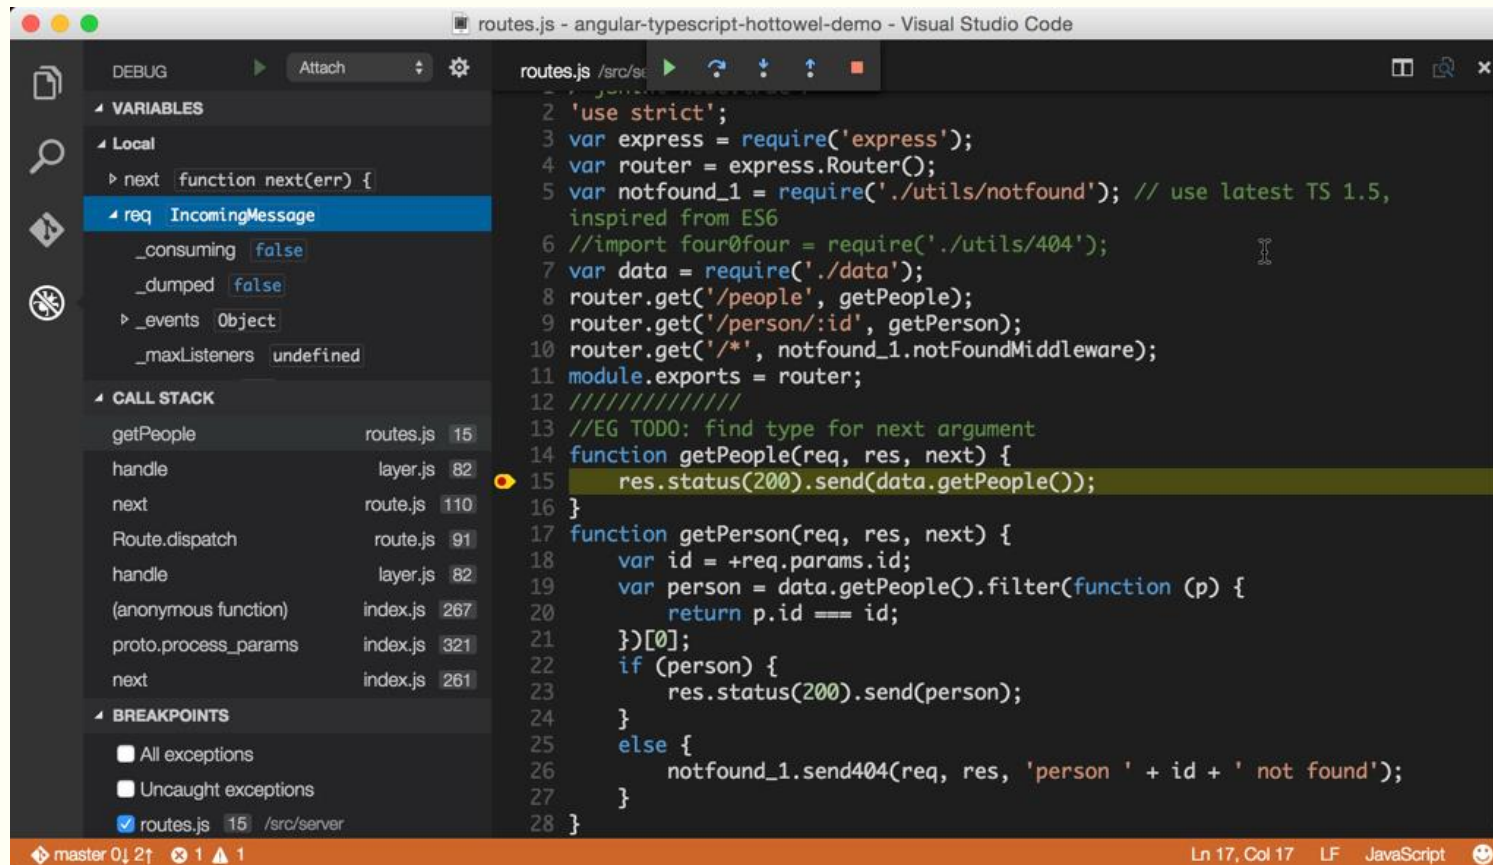 routes.js - angular-typescript-hottowel-demo - Visual Studio Code
DEBUG Attach
VARIABLES
Local
next function next(err) {
req IncomingMessage
_consuming false
_dumped false
_events Object
_maxListeners undefined
CALL STACK
getPeople routes.js 15
handle layer.js 82
next route.js 110
Route.dispatch route.js 91
handle layer.js 82
(anonymous function) index.js 267
proto.process_params index.js 321
next index.js 261
BREAKPOINTS
All exceptions
Uncaught exceptions
routes.js 15 /src/server
routes.js
2 'use strict';
3 var express = require('express');
4 var router = express.Router();
5 var notfound_1 = require('./utils/notfound'); // use latest TS 1.5,
inspired from ES6
6 //import four0four = require('./utils/404');
7 var data = require('./data');
8 router.get('/people', getPeople);
9 router.get('/person/:id', getPerson);
10 router.get('/*', notfound_1.notFoundMiddleware);
11 module.exports = router;
12 //////////////
13 //EG TODO: find type for next argument
14 function getPeople(req, res, next) {
15     res.status(200).send(data.getPeople());
16 }
17 function getPerson(req, res, next) {
18     var id = +req.params.id;
19     var person = data.getPeople().filter(function (p) {
20         return p.id === id;
21     })[0];
22     if (person) {
23         res.status(200).send(person);
24     }
25     else {
26         notfound_1.send404(req, res, 'person ' + id + ' not found');
27     }
28 }
master 0↓ 2↑ 1 1
Ln 17, Col 17 LF JavaScript